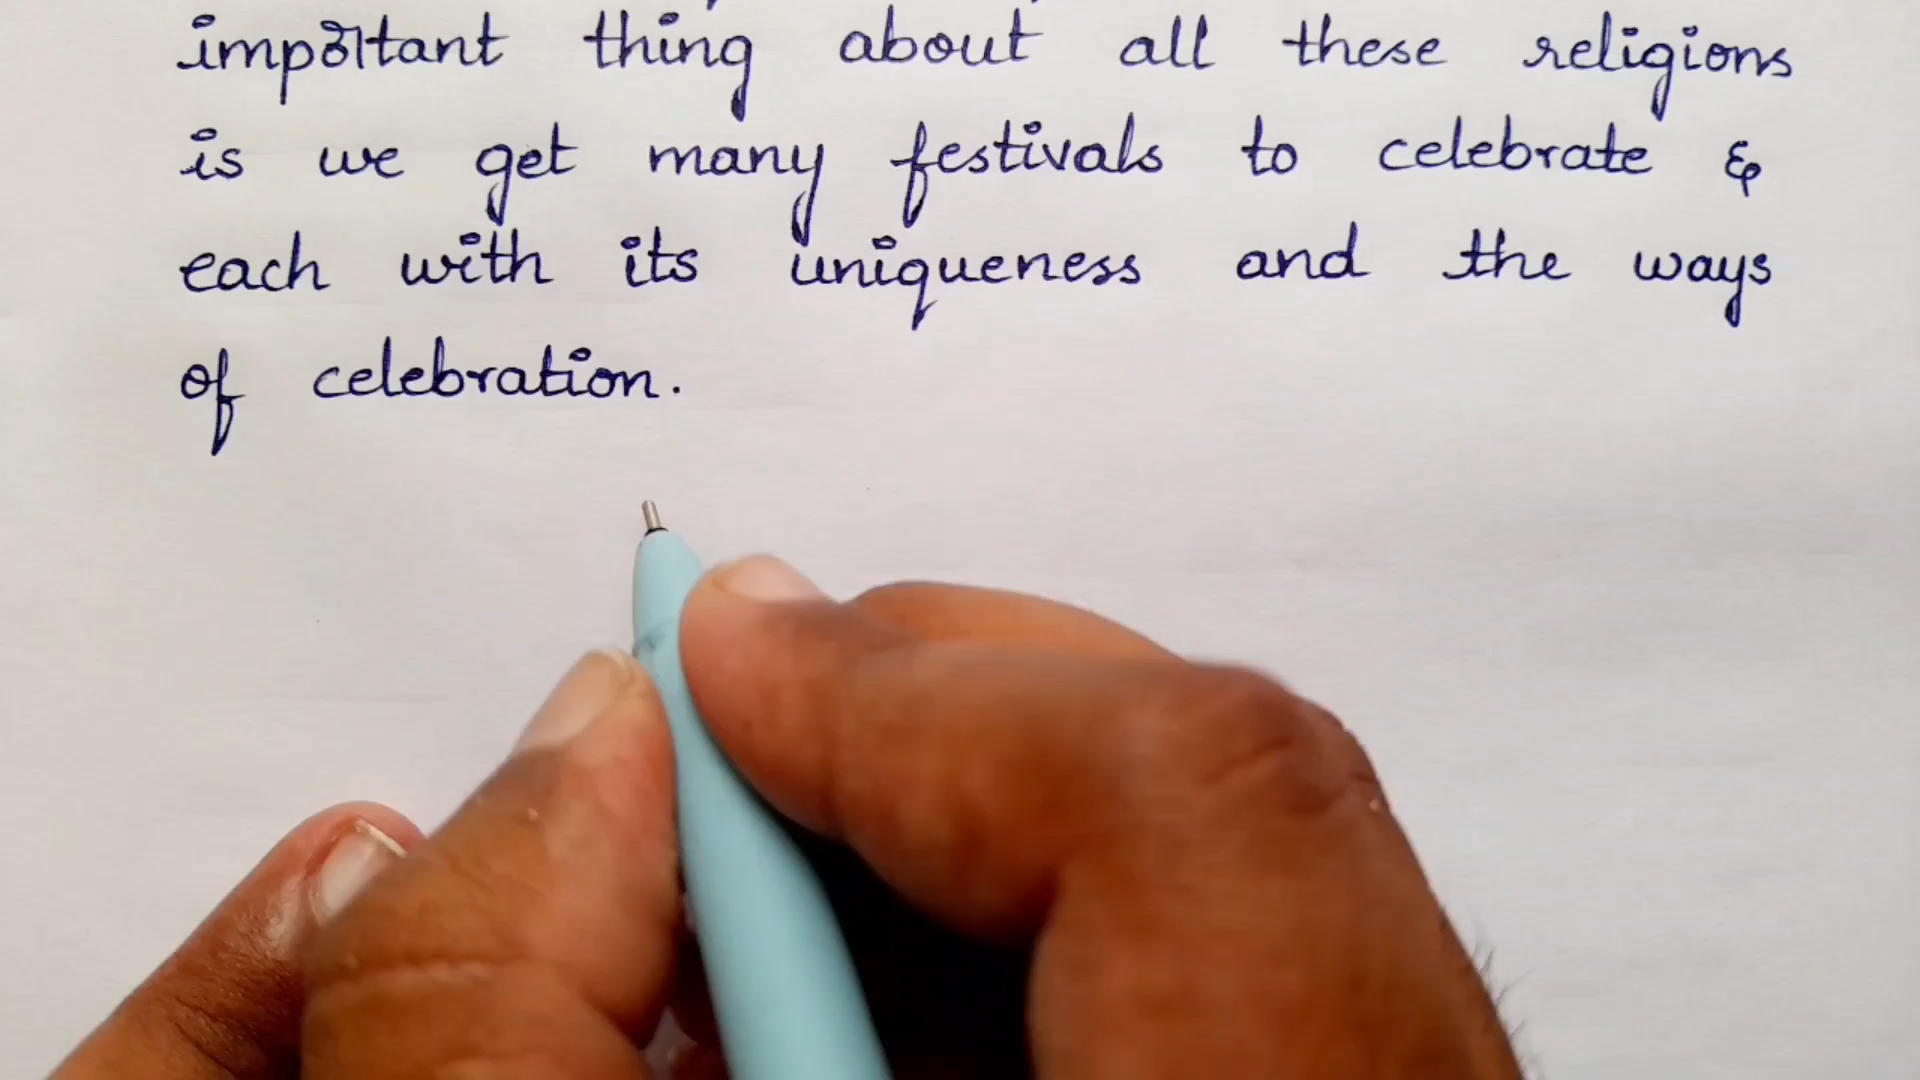 important thing about all these religions
is we get many festivals to celebrate &
each with its uniqueness and the ways
of celebration.